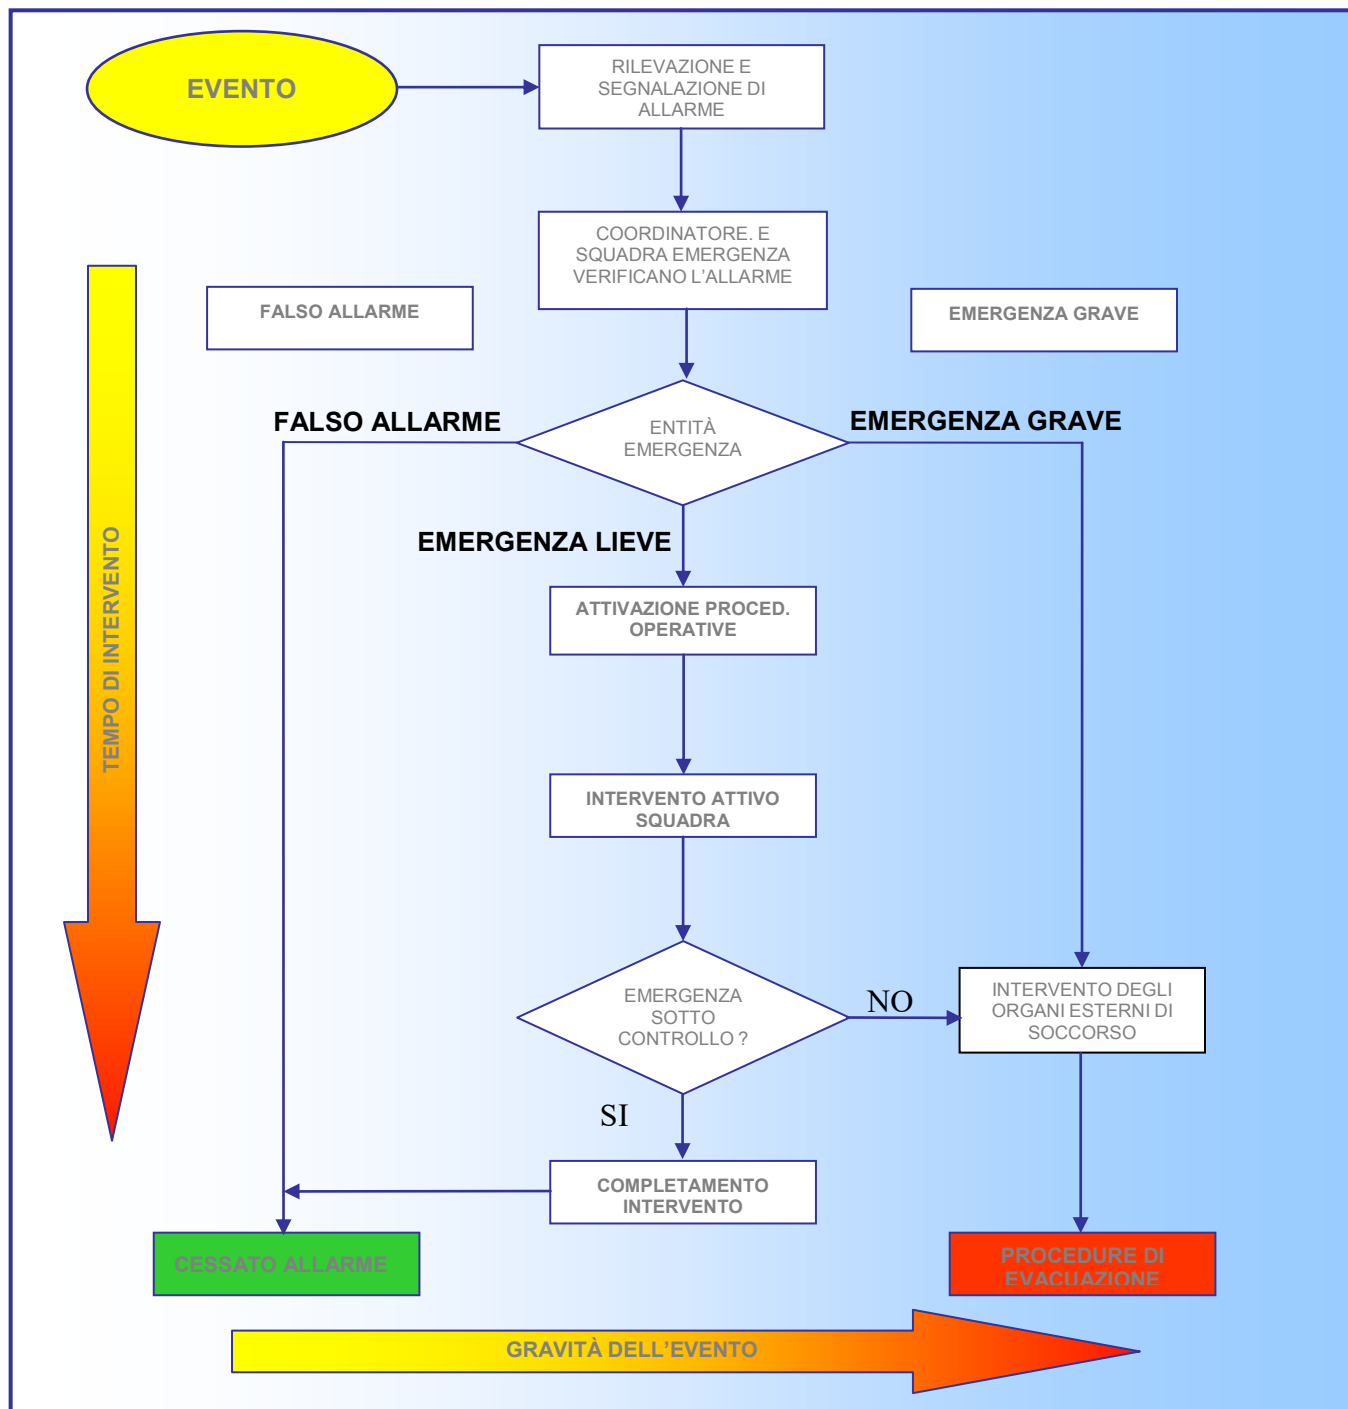 EVENTO
RILEVAZIONE E
SEGNALAZIONE DI
ALLARME
COORDINATORE. E
SQUADRA EMERGENZA
VERIFICANO L'ALLARME
FALSO ALLARME
EMERGENZA GRAVE
FALSO ALLARME
EMERGENZA GRAVE
ENTITÀ
EMERGENZA
EMERGENZA LIEVE
ATTIVAZIONE PROCED.
OPERATIVE
TEMPO DI INTERVENTO
INTERVENTO ATTIVO
SQUADRA
EMERGENZA
SOTTO
CONTROLLO ?
NO
INTERVENTO DEGLI
ORGANI ESTERNI DI
SOCCORSO
SI
COMPLETAMENTO
INTERVENTO
CESSATO ALLARME
PROCEDURE DI
EVACUAZIONE
GRAVITÀ DELL'EVENTO